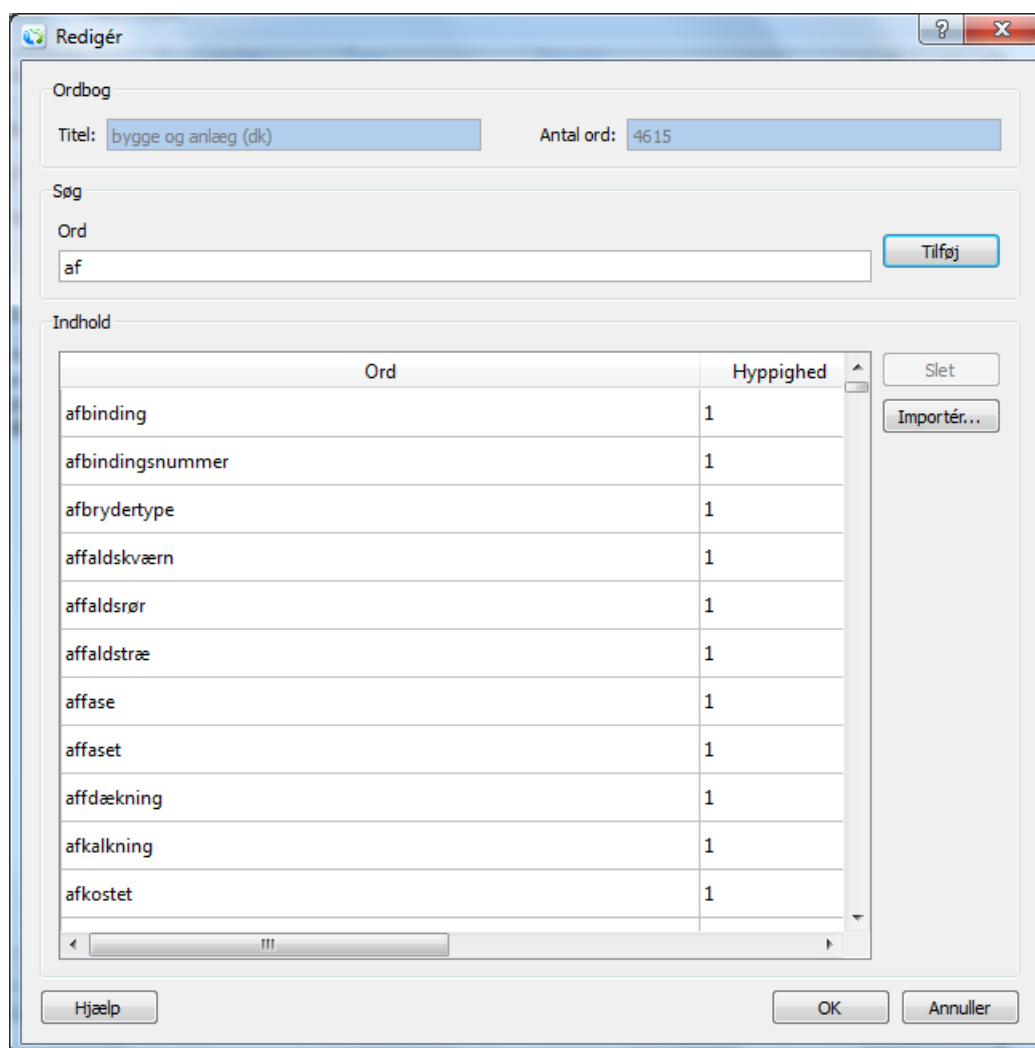 Redigér
Ordbog
Titel: bygge og anlæg (dk) Antal ord: 4615
Søg
Ord
af Tilføj
Indhold
Ord Hyppighed Slet
afbinding 1 Importér...
afbindingsnummer 1
afbrydertype 1
affaldskværn 1
affaldsrør 1
affaldstræ 1
affase 1
affaset 1
affdækning 1
afkalkning 1
afkostet 1
Hjælp OK Annuller